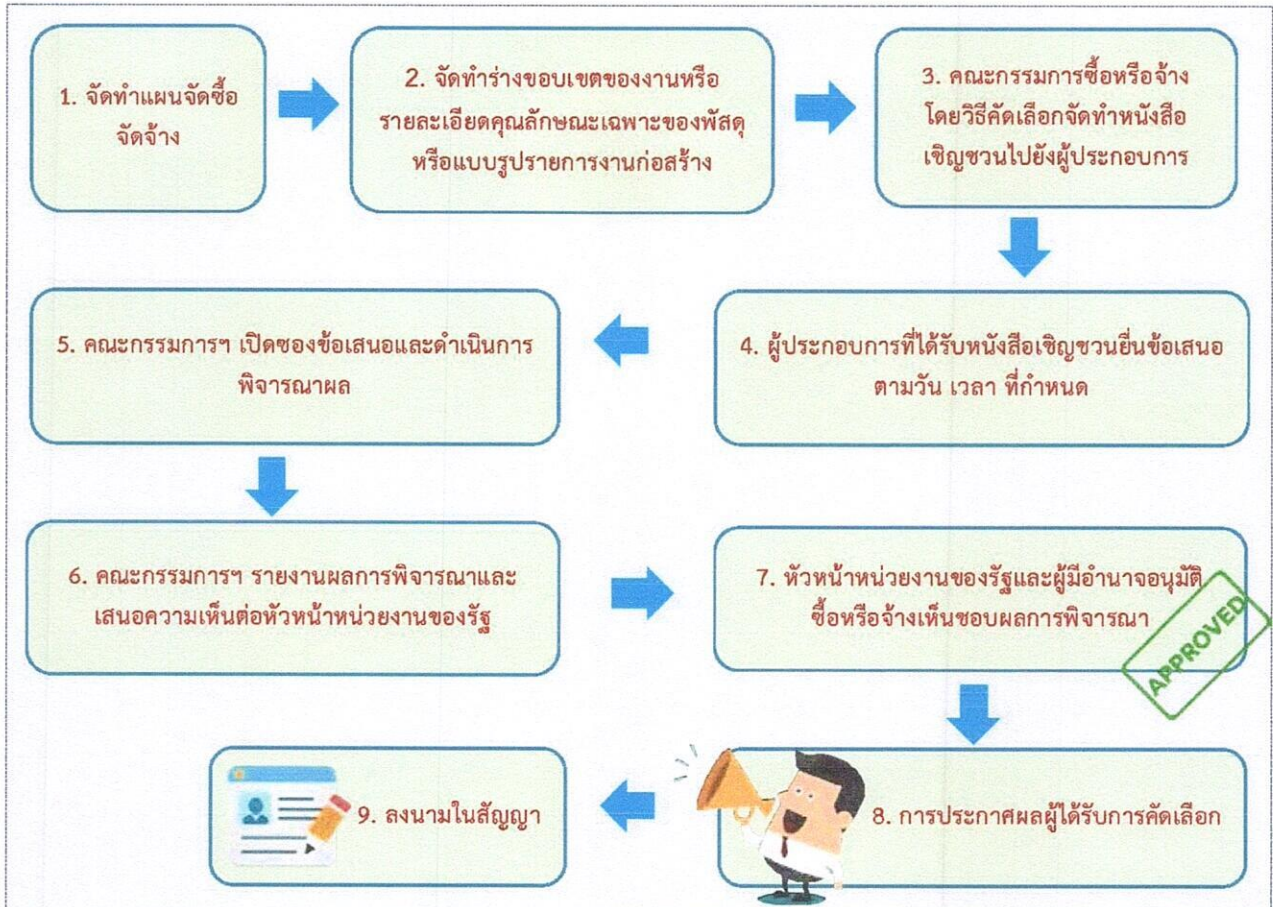 1. จัดทำแผนจัดซื้อ
จัดจ้าง
2. จัดทำร่างขอบเขตของงานหรือ
รายละเอียดคุณลักษณะเฉพาะของพัสดุ
หรือแบบรูปรายการงานก่อสร้าง
3. คณะกรรมการซื้อหรือจ้าง
โดยวิธีคัดเลือกจัดทำหนังสือ
เชิญชวนไปยังผู้ประกอบการ
4. ผู้ประกอบการที่ได้รับหนังสือเชิญชวนยื่นข้อเสนอ
ตามวัน เวลา ที่กำหนด
5. คณะกรรมการฯ เปิดซองข้อเสนอและดำเนินการ
พิจารณาผล
6. คณะกรรมการฯ รายงานผลการพิจารณาและ
เสนอความเห็นต่อหัวหน้าหน่วยงานของรัฐ
7. หัวหน้าหน่วยงานของรัฐและผู้มีอำนาจอนุมัติ
ซื้อหรือจ้างเห็นชอบผลการพิจารณา
APPROVED
8. การประกาศผลผู้ได้รับการคัดเลือก
9. ลงนามในสัญญา